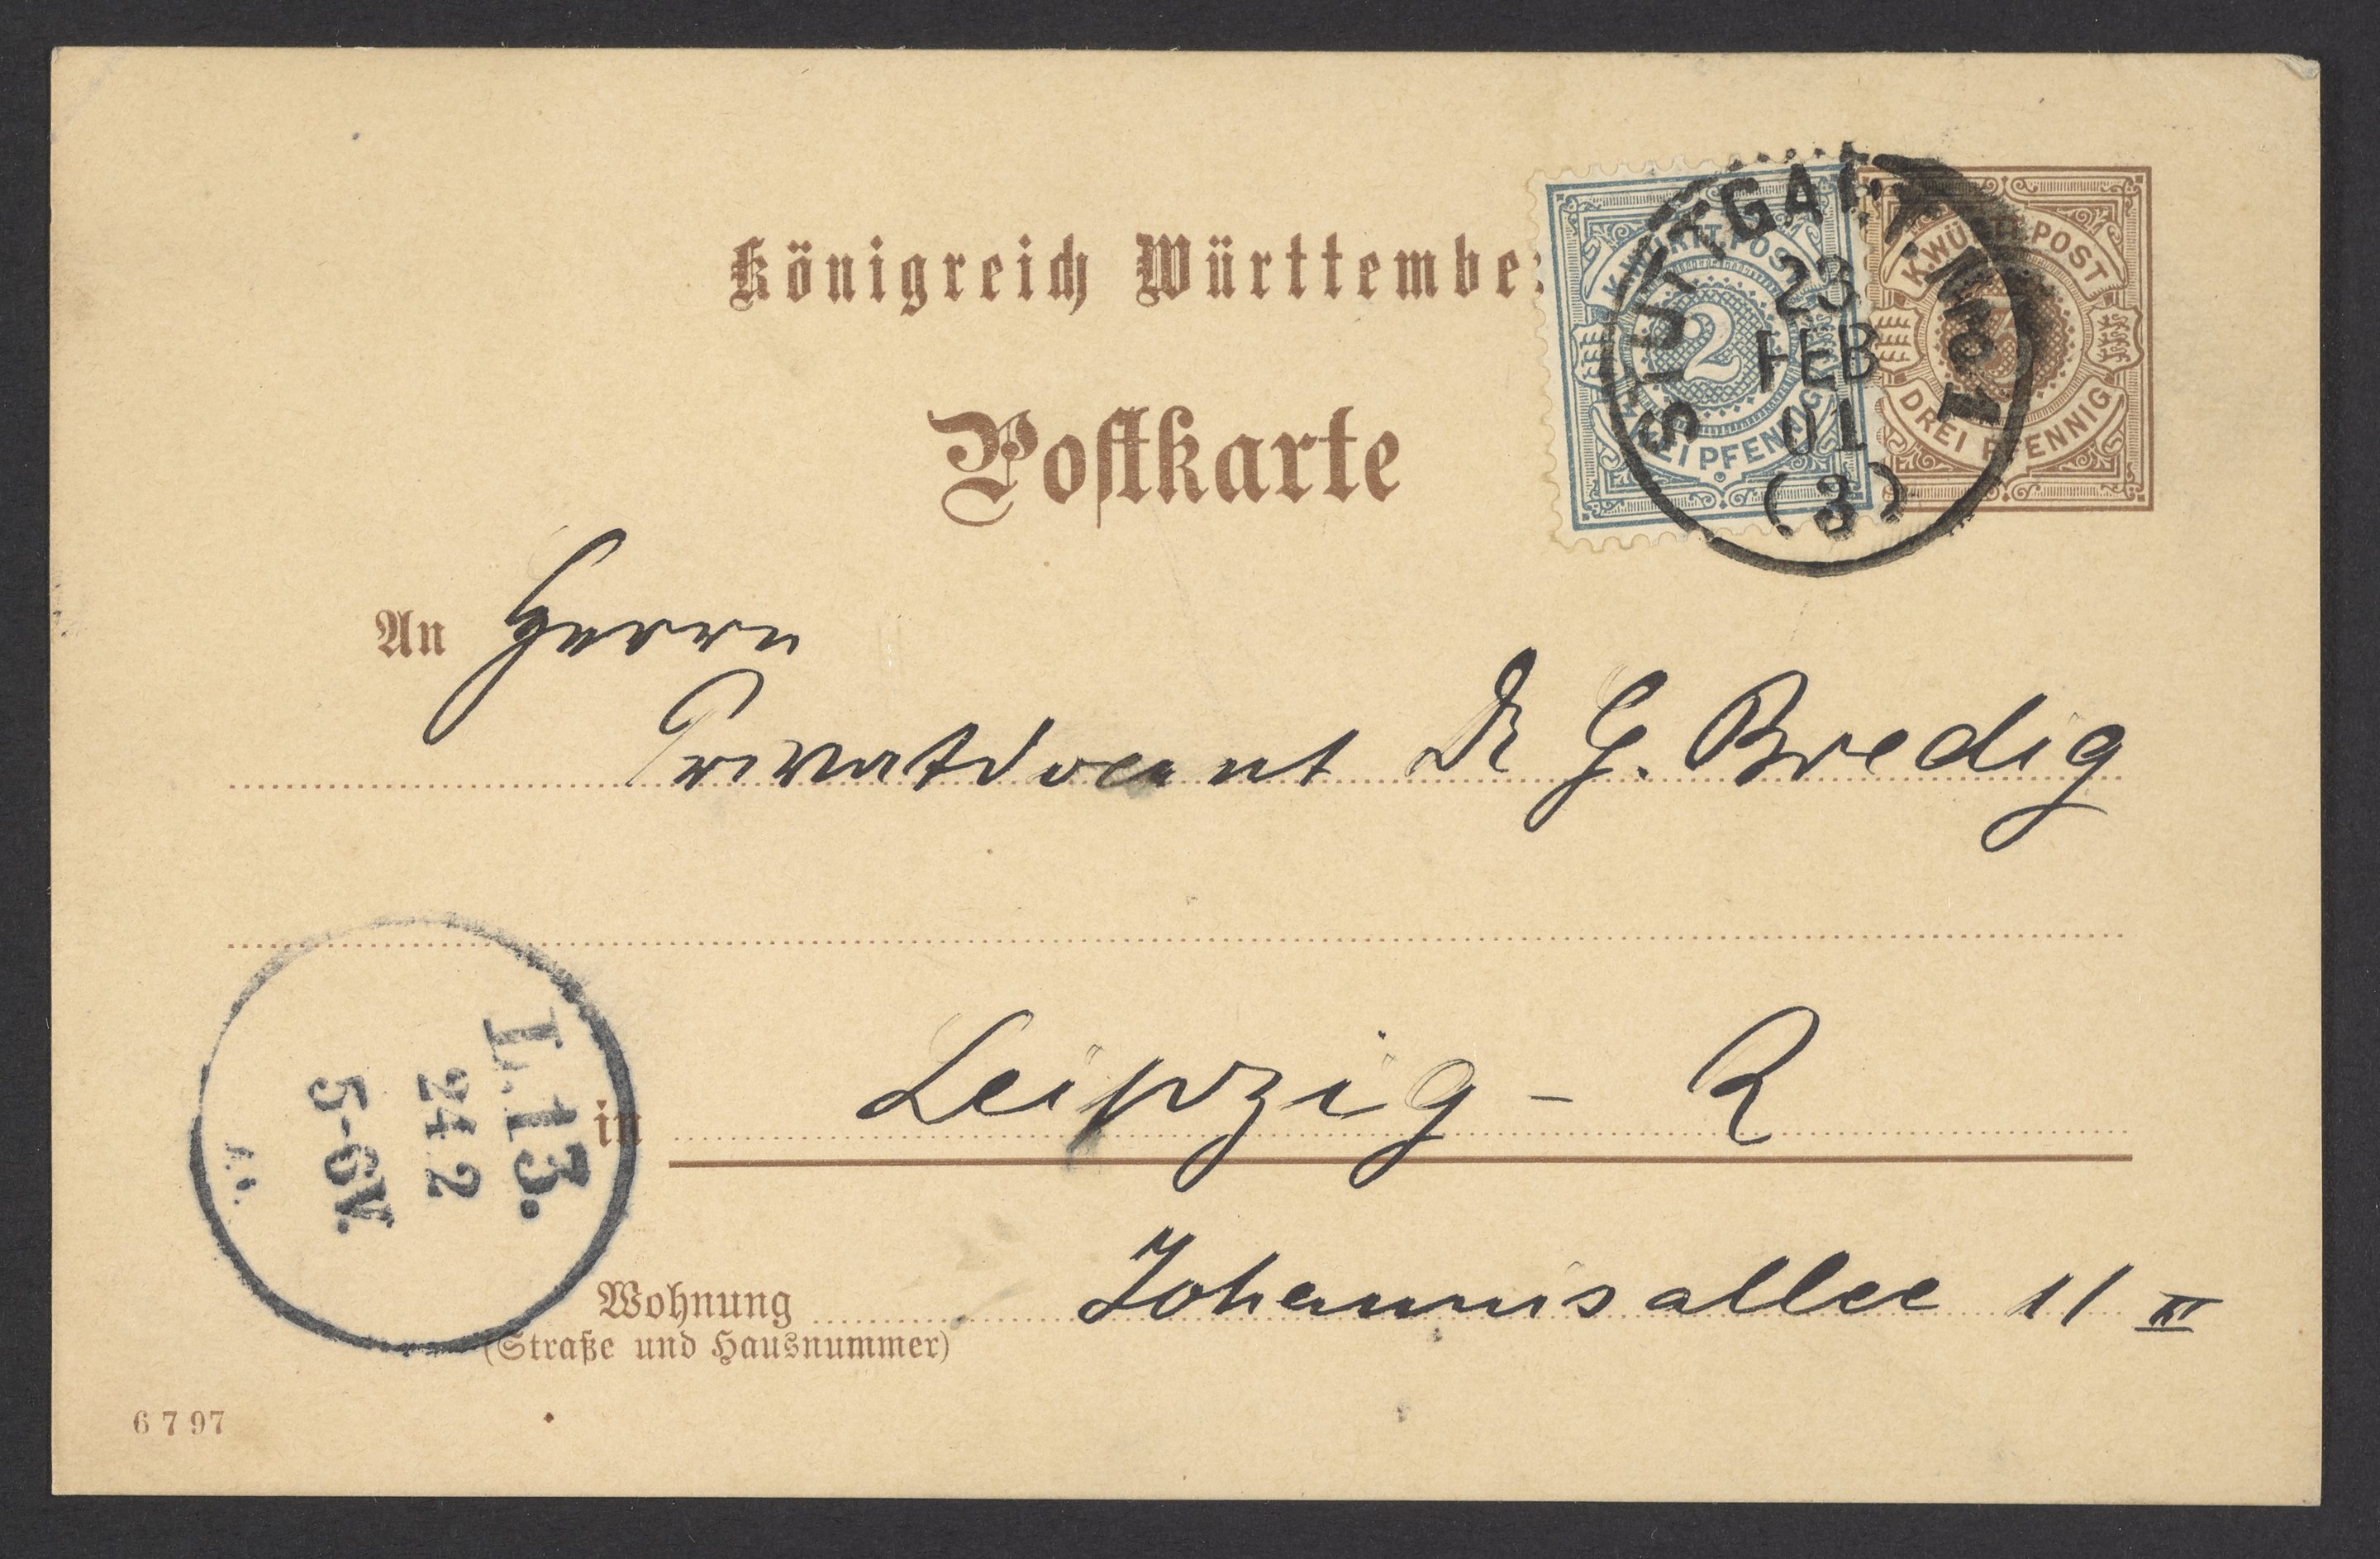 Königreich Württembe
K. WÜRTT. POST
2
ZWEI PFENNIG
K. WÜRTT. POST
DREI PFENNIG
STUTTGART. Nro 1
23
FEB
01
(3)
Postkarte
An Herrn
Privatdocent Dr G. Bredig
L.13.
24 2
5-6V.
in Leipzig - R
Wohnung Johannisallee 11 II
(Straße und Hausnummer)
6 7 97